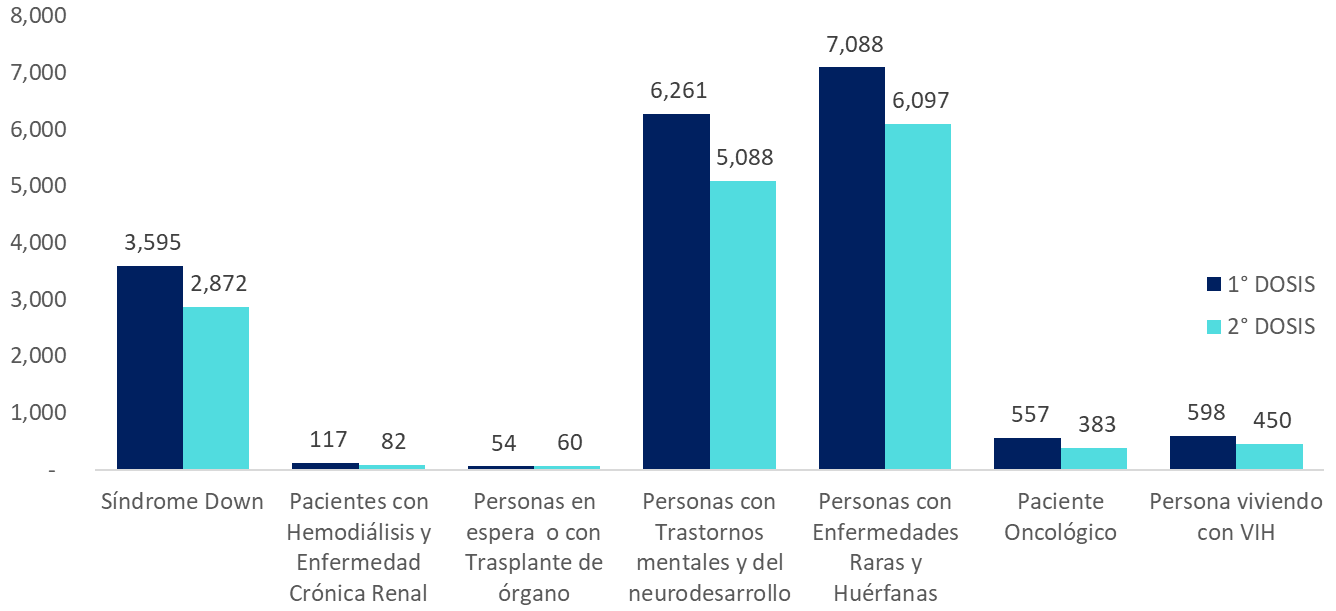 8,000
7,000
6,000
5,000
4,000
3,000
2,000
1,000
-
3,595
2,872
117
82
54
60
6,261
5,088
7,088
6,097
557
383
598
450
1° DOSIS
2° DOSIS
Síndrome Down
Pacientes con
Hemodiálisis y
Enfermedad
Crónica Renal
Personas en
espera  o con
Trasplante de
órgano
Personas con
Trastornos
mentales y del
neurodesarrollo
Personas con
Enfermedades
Raras y
Huérfanas
Paciente
Oncológico
Persona viviendo
con VIH